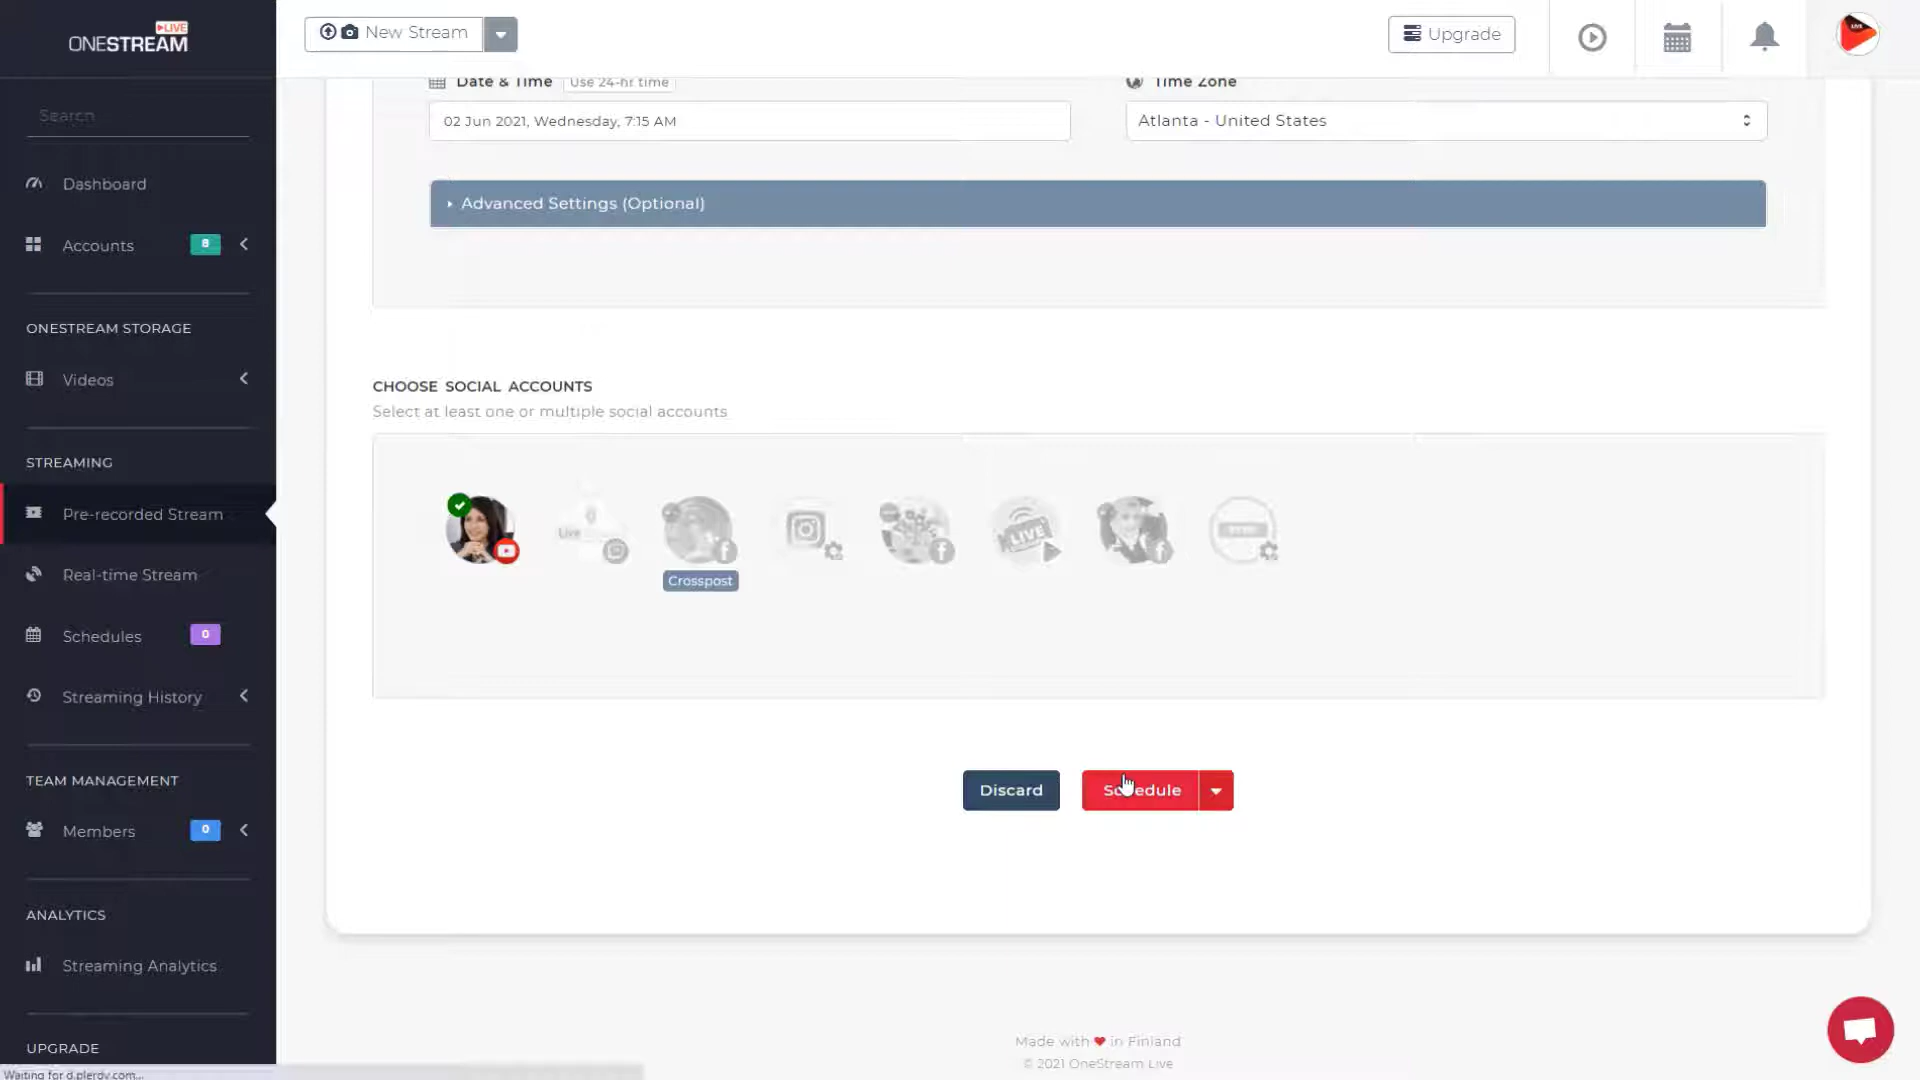 LIVE
ONESTREAM
New Stream
Upgrade
Search
Dashboard
Accounts 8
ONESTREAM STORAGE
Videos
STREAMING
Pre-recorded Stream
Real-time Stream
Schedules 0
Streaming History
TEAM MANAGEMENT
Members 0
ANALYTICS
Streaming Analytics
UPGRADE
Waiting for d.plerdy.com...
Date & Time Use 24-hr time
Time Zone
02 Jun 2021, Wednesday, 7:15 AM
Atlanta - United States
Advanced Settings (Optional)
CHOOSE SOCIAL ACCOUNTS
Select at least one or multiple social accounts
Live
LIVE
Crosspost
Discard
Schedule
Made with ❤ in Finland
© 2021 OneStream Live